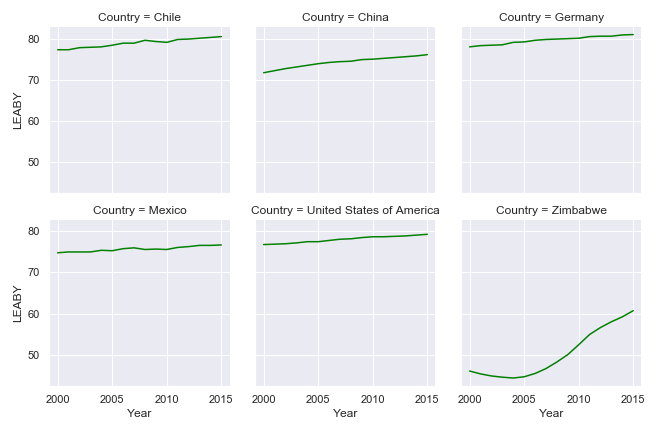 Country = Chile
Country = China
Country = Germany
80
70
60
50
LEABY
Country = Mexico
Country = United States of America
Country = Zimbabwe
80
70
60
50
LEABY
2000 2005 2010 2015
2000 2005 2010 2015
2000 2005 2010 2015
Year
Year
Year